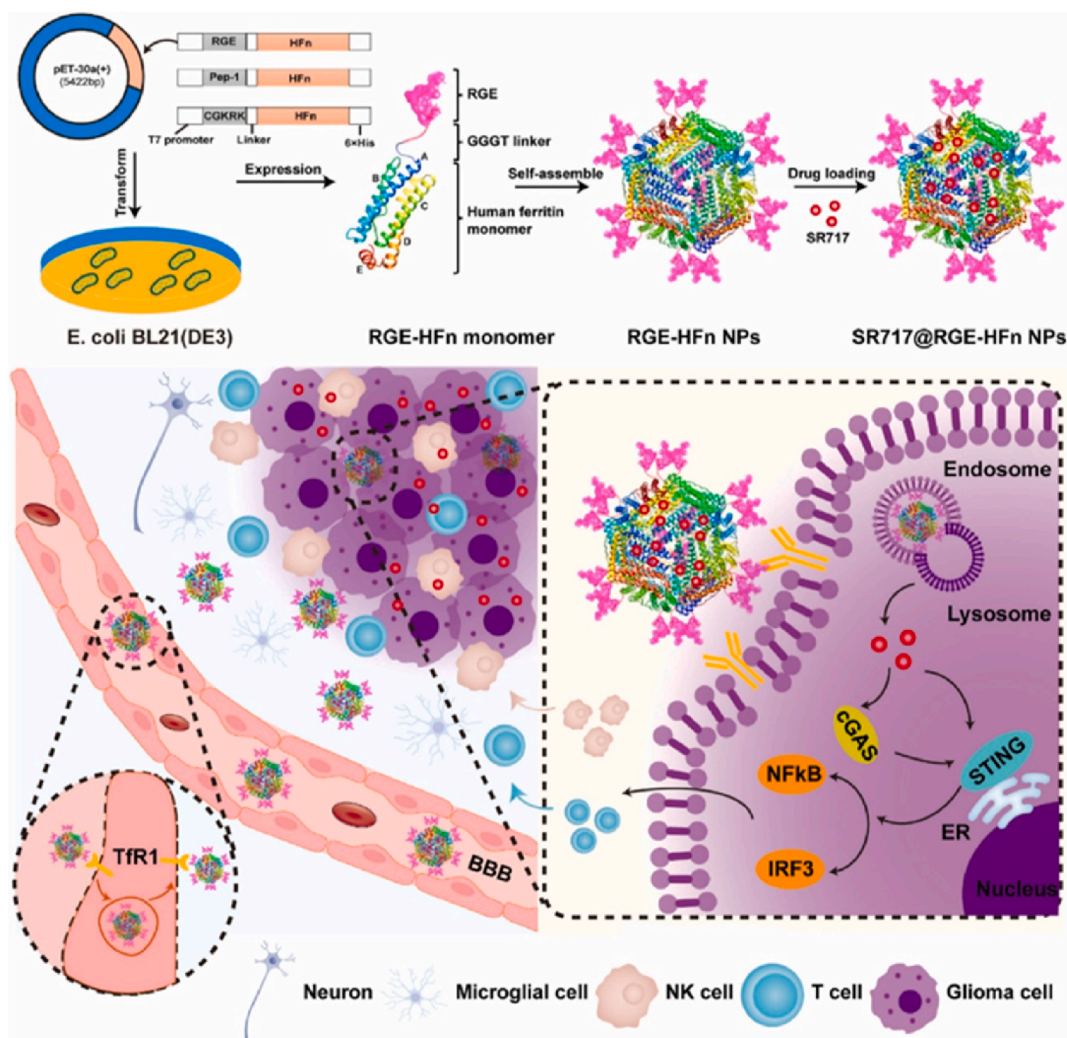 pET-30a(+)
(5422bp)
RGE
HFn
Pep-1
HFn
CGKRK
HFn
T7 promoter
Linker
6×His
Transform
Expression
A
B
C
D
E
RGE
GGGT linker
Human ferritin
monomer
Self-assemble
Drug loading
SR717
E. coli BL21(DE3)
RGE-HFn monomer
RGE-HFn NPs
SR717@RGE-HFn NPs
Endosome
Lysosome
cGAS
STING
NFkB
ER
IRF3
Nucleus
TfR1
BBB
Neuron
Microglial cell
NK cell
T cell
Glioma cell